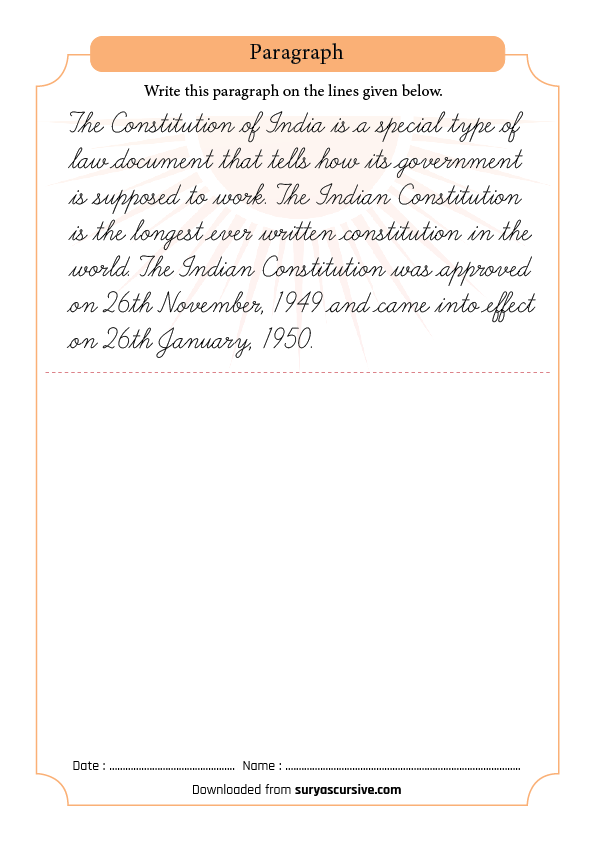 Paragraph
Write this paragraph on the lines given below.
The Constitution of India is a special type of
law document that tells how its government
is supposed to work. The Indian Constitution
is the longest ever written constitution in the
world. The Indian Constitution was approved
on 26th November, 1949 and came into effect
on 26th January, 1950.
Date : ............................................... Name : ........................................................................................
Downloaded from suryascursive.com